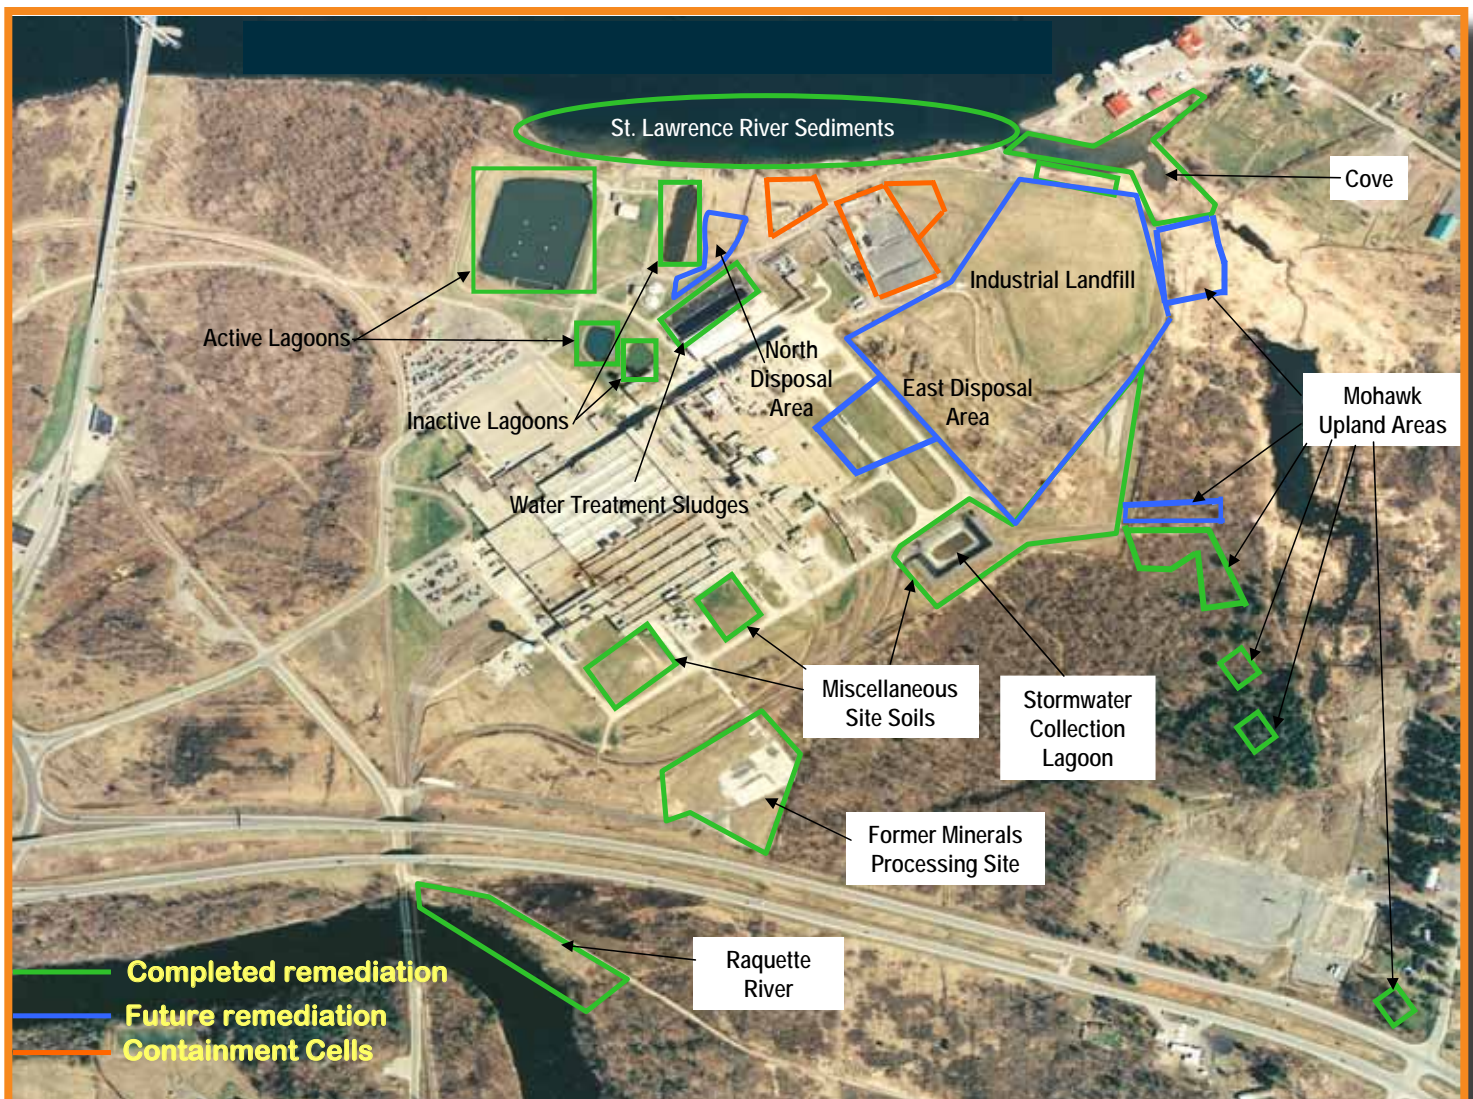 St. Lawrence River Sediments
Cove
Industrial Landfill
Active Lagoons
North
Disposal
Area
East Disposal
Area
Mohawk
Upland Areas
Inactive Lagoons
Water Treatment Sludges
Miscellaneous
Site Soils
Stormwater
Collection
Lagoon
Former Minerals
Processing Site
Raquette
River
Completed remediation
Future remediation
Containment Cells